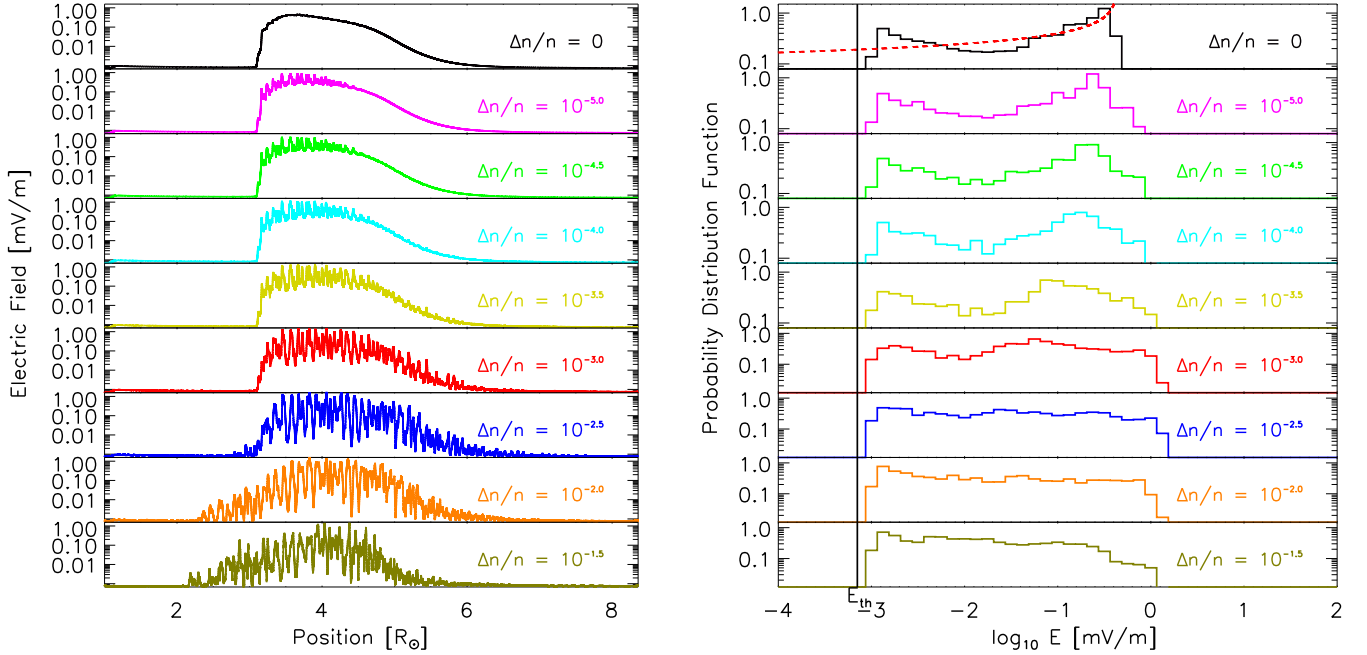 Electric Field [mV/m]
1.00
0.10
0.01
Δn/n = 0
1.00
0.10
0.01
Δn/n = 10⁻⁵·⁰
1.00
0.10
0.01
Δn/n = 10⁻⁴·⁵
1.00
0.10
0.01
Δn/n = 10⁻⁴·⁰
1.00
0.10
0.01
Δn/n = 10⁻³·⁵
1.00
0.10
0.01
Δn/n = 10⁻³·⁰
1.00
0.10
0.01
Δn/n = 10⁻²·⁵
1.00
0.10
0.01
Δn/n = 10⁻²·⁰
1.00
0.10
0.01
Δn/n = 10⁻¹·⁵
2 4 6 8
Position [R☉]
Probability Distribution Function
1.0
0.1
Δn/n = 0
1.0
0.1
Δn/n = 10⁻⁵·⁰
1.0
0.1
Δn/n = 10⁻⁴·⁵
1.0
0.1
Δn/n = 10⁻⁴·⁰
1.0
0.1
Δn/n = 10⁻³·⁵
1.0
0.1
Δn/n = 10⁻³·⁰
1.0
0.1
Δn/n = 10⁻²·⁵
1.0
0.1
Δn/n = 10⁻²·⁰
1.0
0.1
Δn/n = 10⁻¹·⁵
Eth
−4 −3 −2 −1 0 1 2
log₁₀ E [mV/m]